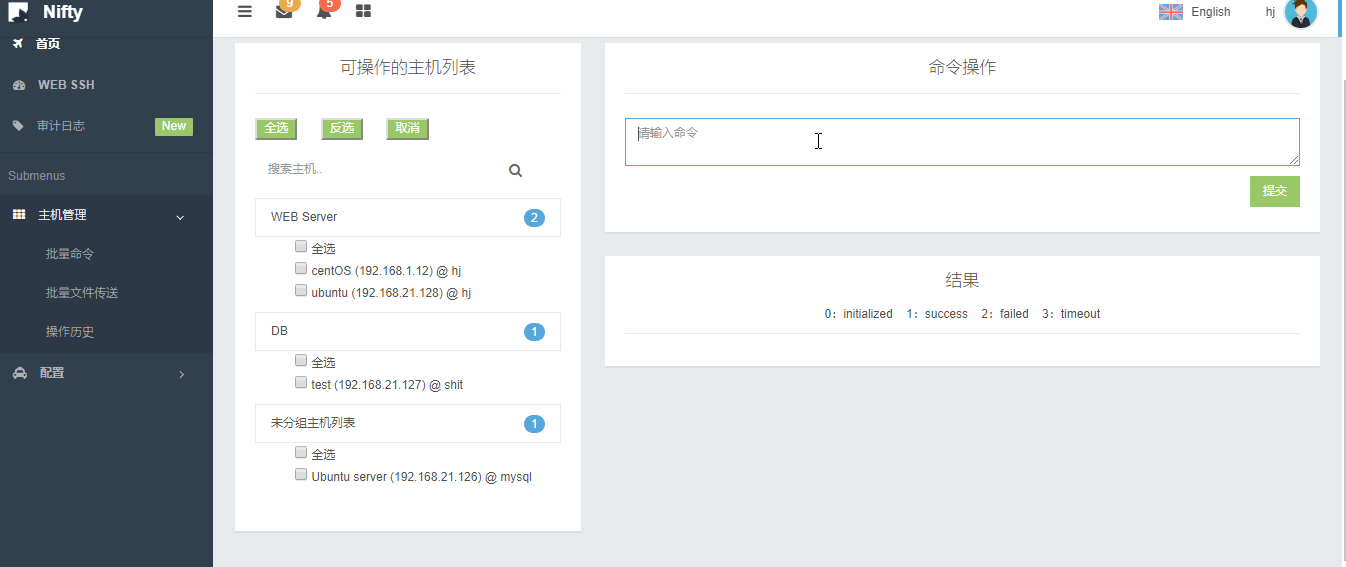 Nifty
9
5
English
hj
首页
WEB SSH
审计日志
New
Submenus
主机管理
批量命令
批量文件传送
操作历史
配置
可操作的主机列表
全选
反选
取消
搜索主机..
WEB Server
2
全选
centOS (192.168.1.12) @ hj
ubuntu (192.168.21.128) @ hj
DB
1
全选
test (192.168.21.127) @ shit
未分组主机列表
1
全选
Ubuntu server (192.168.21.126) @ mysql
命令操作
请输入命令
提交
结果
0：initialized 1：success 2：failed 3：timeout